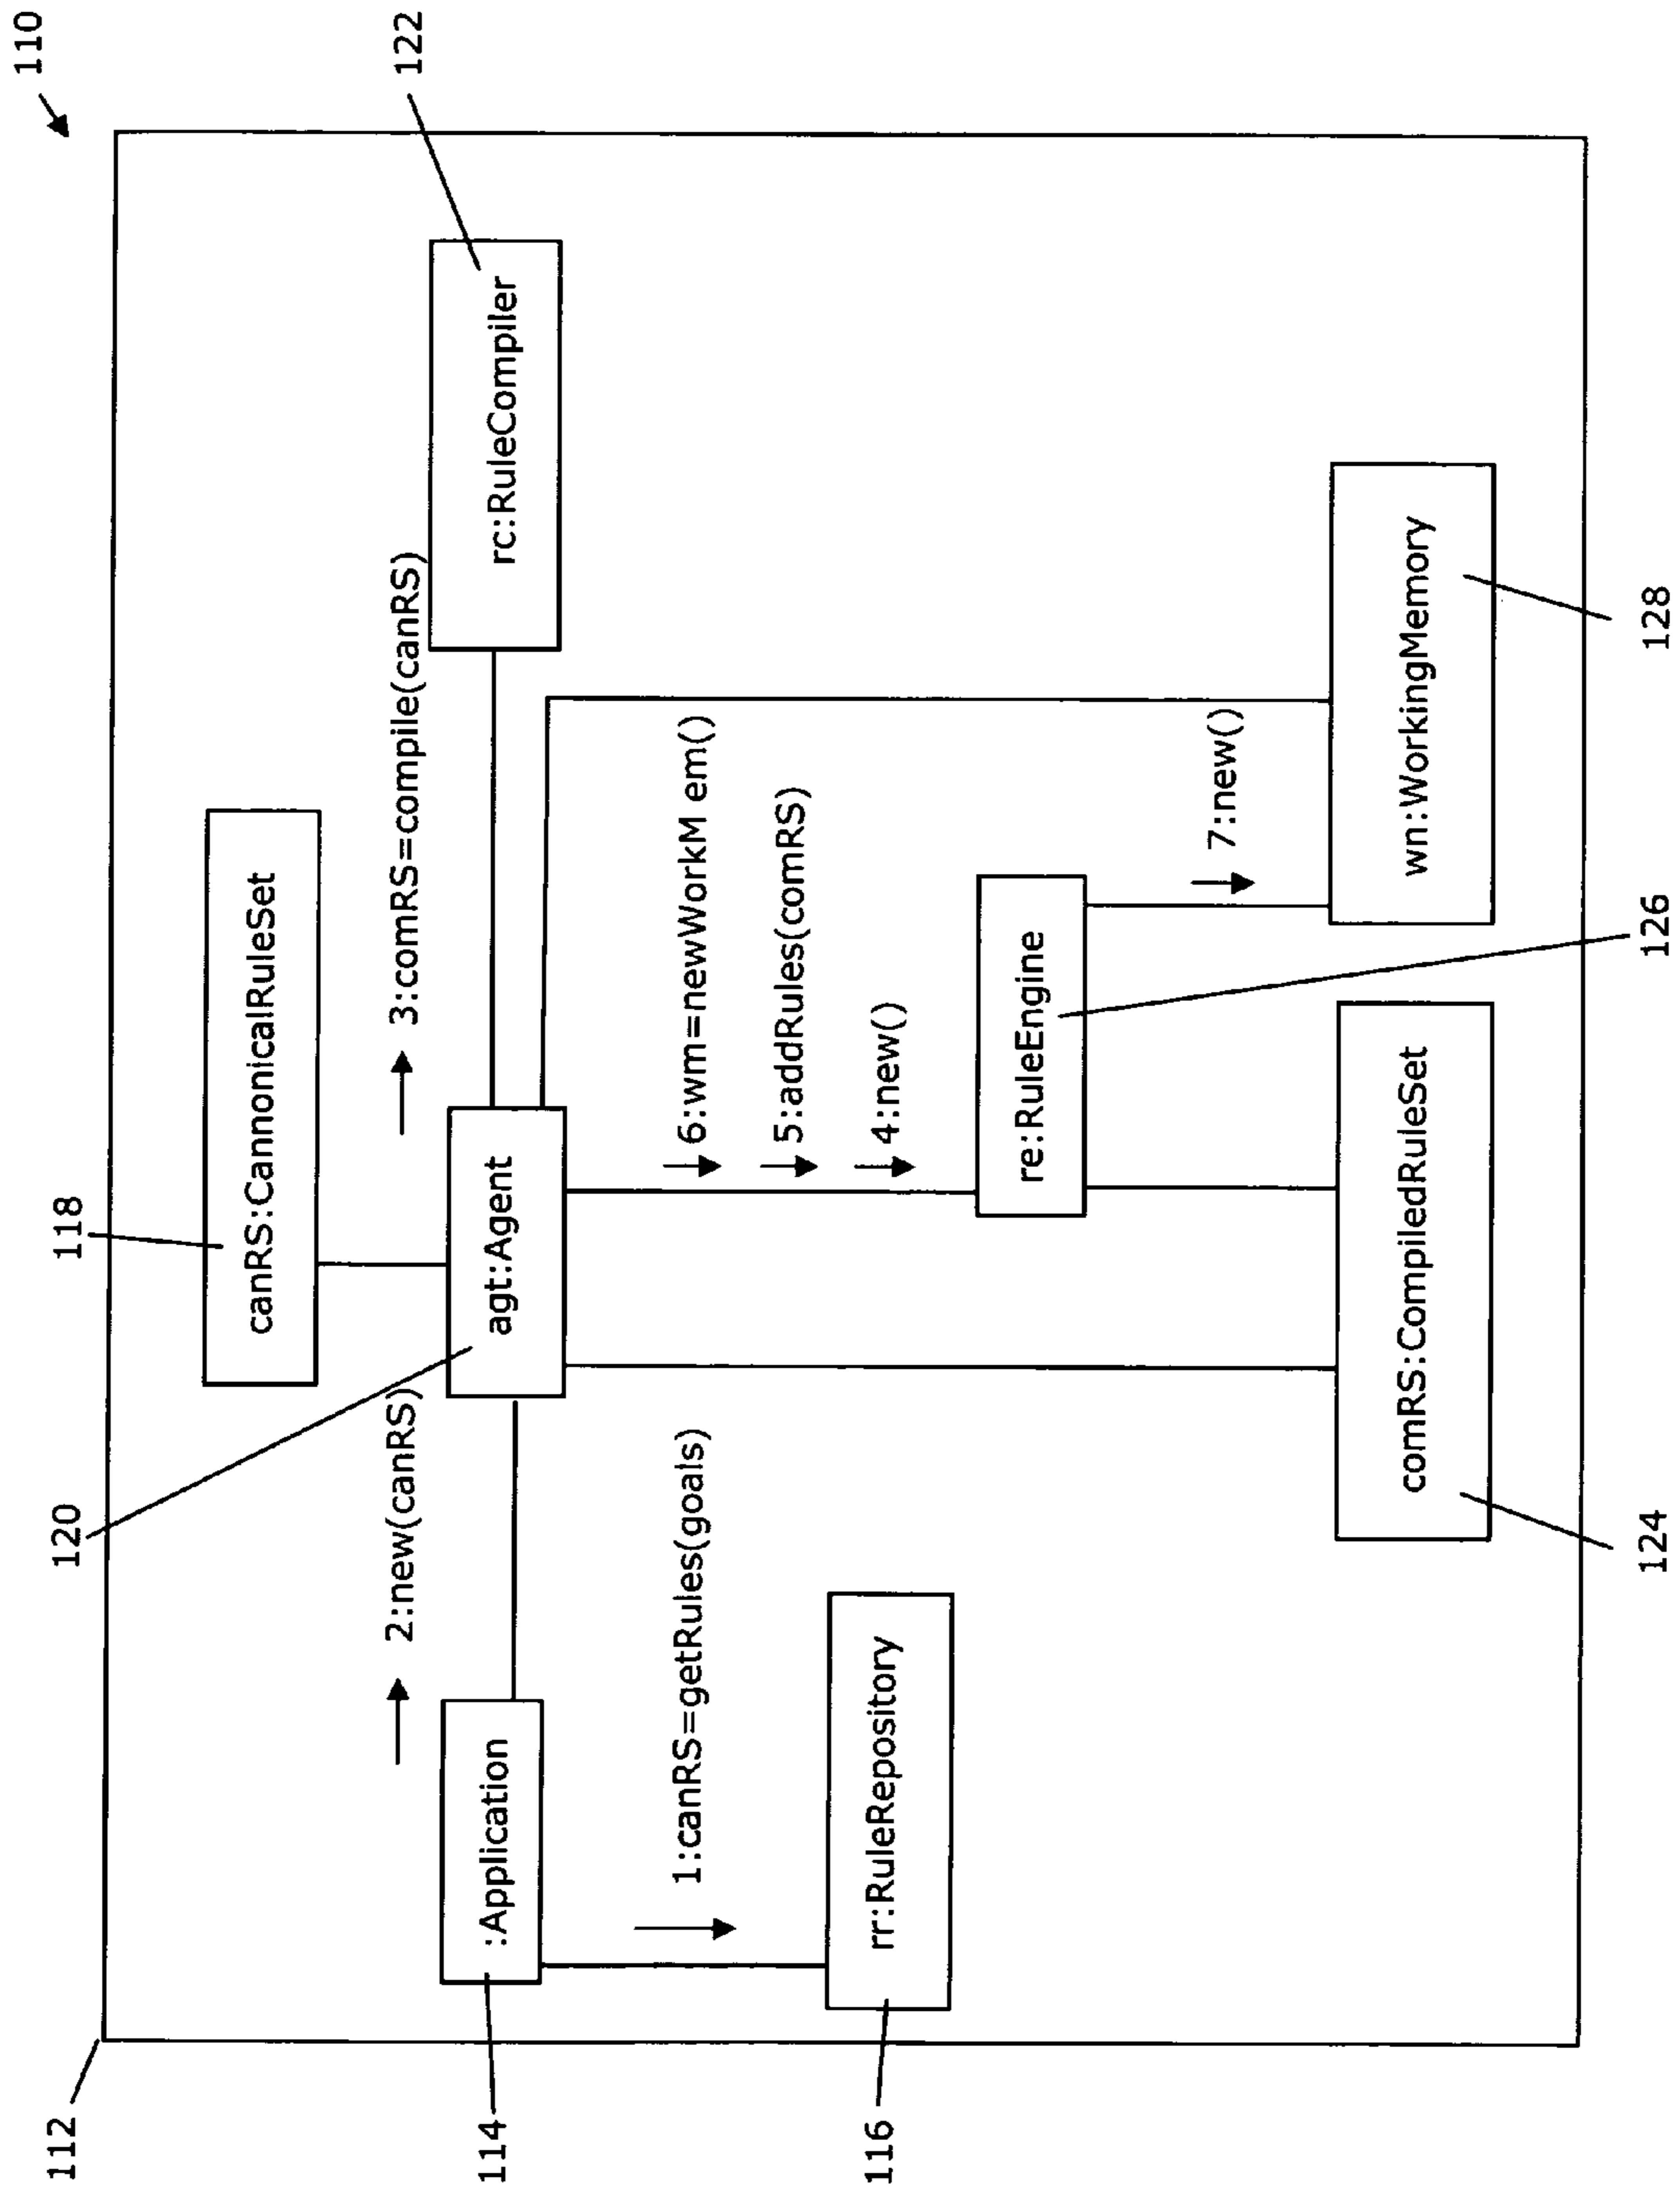 110
112
118
canRS:CannonicalRuleSet
120
122
2:new(canRS)
3:comRS=compile(canRS)
114
:Application
agt:Agent
rc:RuleCompiler
1:canRS=getRules(goals)
6:wm=newWorkM em()
5:addRules(comRS)
4:new()
116
rr:RuleRepository
re:RuleEngine
7:new()
comRS:CompiledRuleSet
wn:WorkingMemory
124
126
128